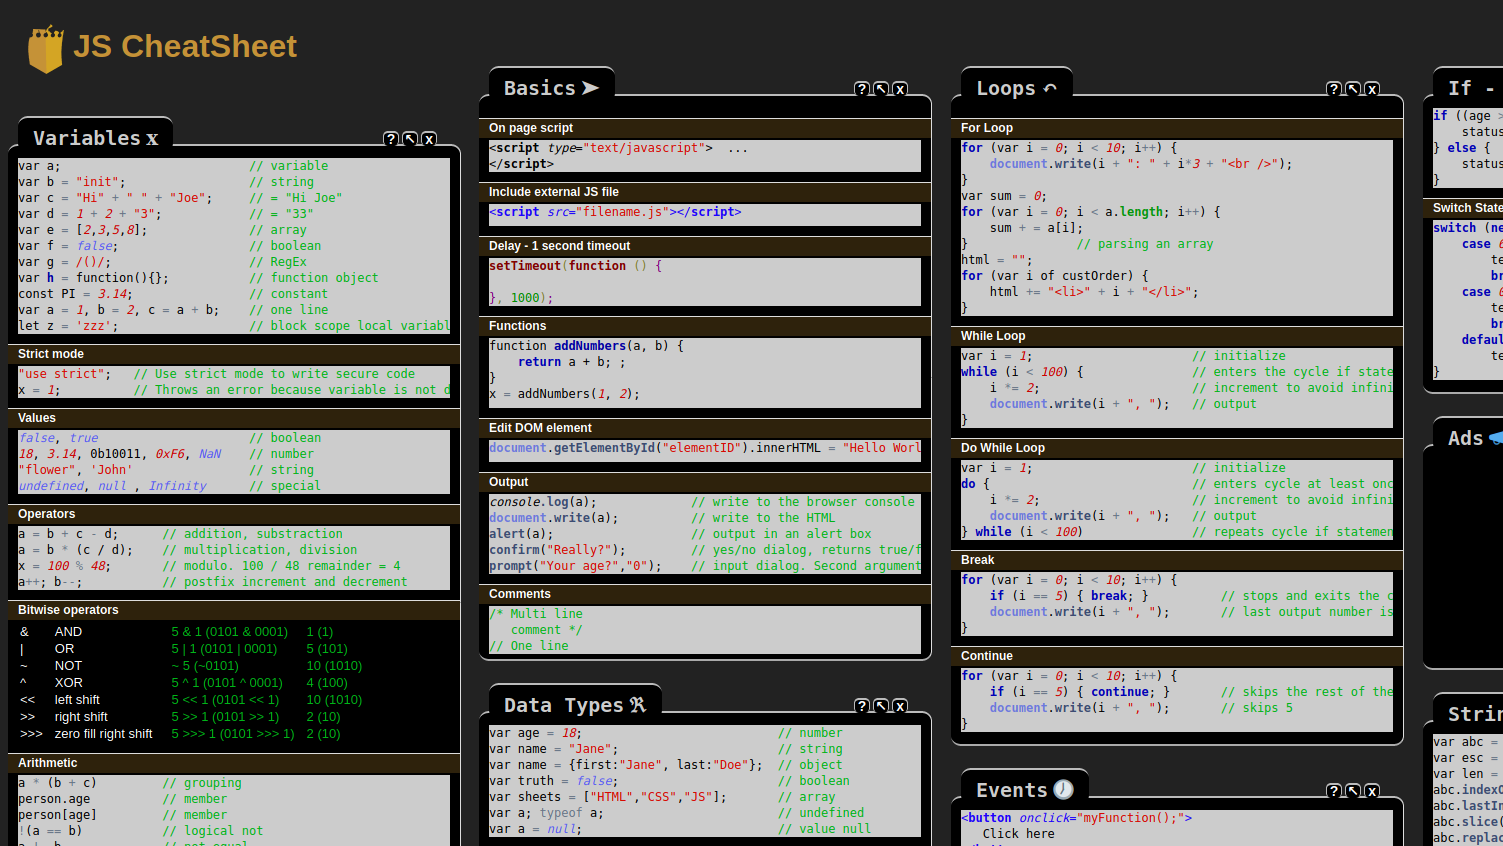 JS CheatSheet
Variables x
? ↖ x
var a;                          // variable
var b = "init";                 // string
var c = "Hi" + " " + "Joe";     // = "Hi Joe"
var d = 1 + 2 + "3";            // = "33"
var e = [2,3,5,8];              // array
var f = false;                  // boolean
var g = /()/;                   // RegEx
var h = function(){};           // function object
const PI = 3.14;                // constant
var a = 1, b = 2, c = a + b;    // one line
let z = 'zzz';                  // block scope local variabl
Strict mode
"use strict";   // Use strict mode to write secure code
x = 1;          // Throws an error because variable is not d
Values
false, true                     // boolean
18, 3.14, 0b10011, 0xF6, NaN    // number
"flower", 'John'                // string
undefined, null , Infinity      // special
Operators
a = b + c - d;      // addition, substraction
a = b * (c / d);    // multiplication, division
x = 100 % 48;       // modulo. 100 / 48 remainder = 4
a++; b--;           // postfix increment and decrement
Bitwise operators
& AND 5 & 1 (0101 & 0001) 1 (1)
| OR 5 | 1 (0101 | 0001) 5 (101)
~ NOT ~ 5 (~0101) 10 (1010)
^ XOR 5 ^ 1 (0101 ^ 0001) 4 (100)
<< left shift 5 << 1 (0101 << 1) 10 (1010)
>> right shift 5 >> 1 (0101 >> 1) 2 (10)
>>> zero fill right shift 5 >>> 1 (0101 >>> 1) 2 (10)
Arithmetic
a * (b + c)         // grouping
person.age          // member
person[age]         // member
!(a == b)           // logical not
Basics ➤
? ↖ x
On page script
<script type="text/javascript">  ...
</script>
Include external JS file
<script src="filename.js"></script>
Delay - 1 second timeout
setTimeout(function () {
}, 1000);
Functions
function addNumbers(a, b) {
    return a + b; ;
}
x = addNumbers(1, 2);
Edit DOM element
document.getElementById("elementID").innerHTML = "Hello Worl
Output
console.log(a);             // write to the browser console
document.write(a);          // write to the HTML
alert(a);                   // output in an alert box
confirm("Really?");         // yes/no dialog, returns true/f
prompt("Your age?","0");    // input dialog. Second argument
Comments
/* Multi line
   comment */
// One line
Data Types ℜ
? ↖ x
var age = 18;                           // number
var name = "Jane";                      // string
var name = {first:"Jane", last:"Doe"};  // object
var truth = false;                      // boolean
var sheets = ["HTML","CSS","JS"];       // array
var a; typeof a;                        // undefined
var a = null;                           // value null
Loops ↶
? ↖ x
For Loop
for (var i = 0; i < 10; i++) {
    document.write(i + ": " + i*3 + "<br />");
}
var sum = 0;
for (var i = 0; i < a.length; i++) {
    sum + = a[i];
}               // parsing an array
html = "";
for (var i of custOrder) {
    html += "<li>" + i + "</li>";
}
While Loop
var i = 1;                      // initialize
while (i < 100) {               // enters the cycle if state
    i *= 2;                     // increment to avoid infini
    document.write(i + ", ");   // output
}
Do While Loop
var i = 1;                      // initialize
do {                            // enters cycle at least onc
    i *= 2;                     // increment to avoid infini
    document.write(i + ", ");   // output
} while (i < 100)               // repeats cycle if statemen
Break
for (var i = 0; i < 10; i++) {
    if (i == 5) { break; }          // stops and exits the c
    document.write(i + ", ");       // last output number is
}
Continue
for (var i = 0; i < 10; i++) {
    if (i == 5) { continue; }       // skips the rest of the
    document.write(i + ", ");       // skips 5
}
Events
? ↖ x
<button onclick="myFunction();">
   Click here
If -
if ((age >
    status
} else {
    status
}
Switch State
switch (ne
    case 0
        te
        br
    case 0
        te
        br
    defaul
        te
}
Ads
Strin
var abc =
var esc =
var len =
abc.indexO
abc.lastIn
abc.slice(
abc.replac